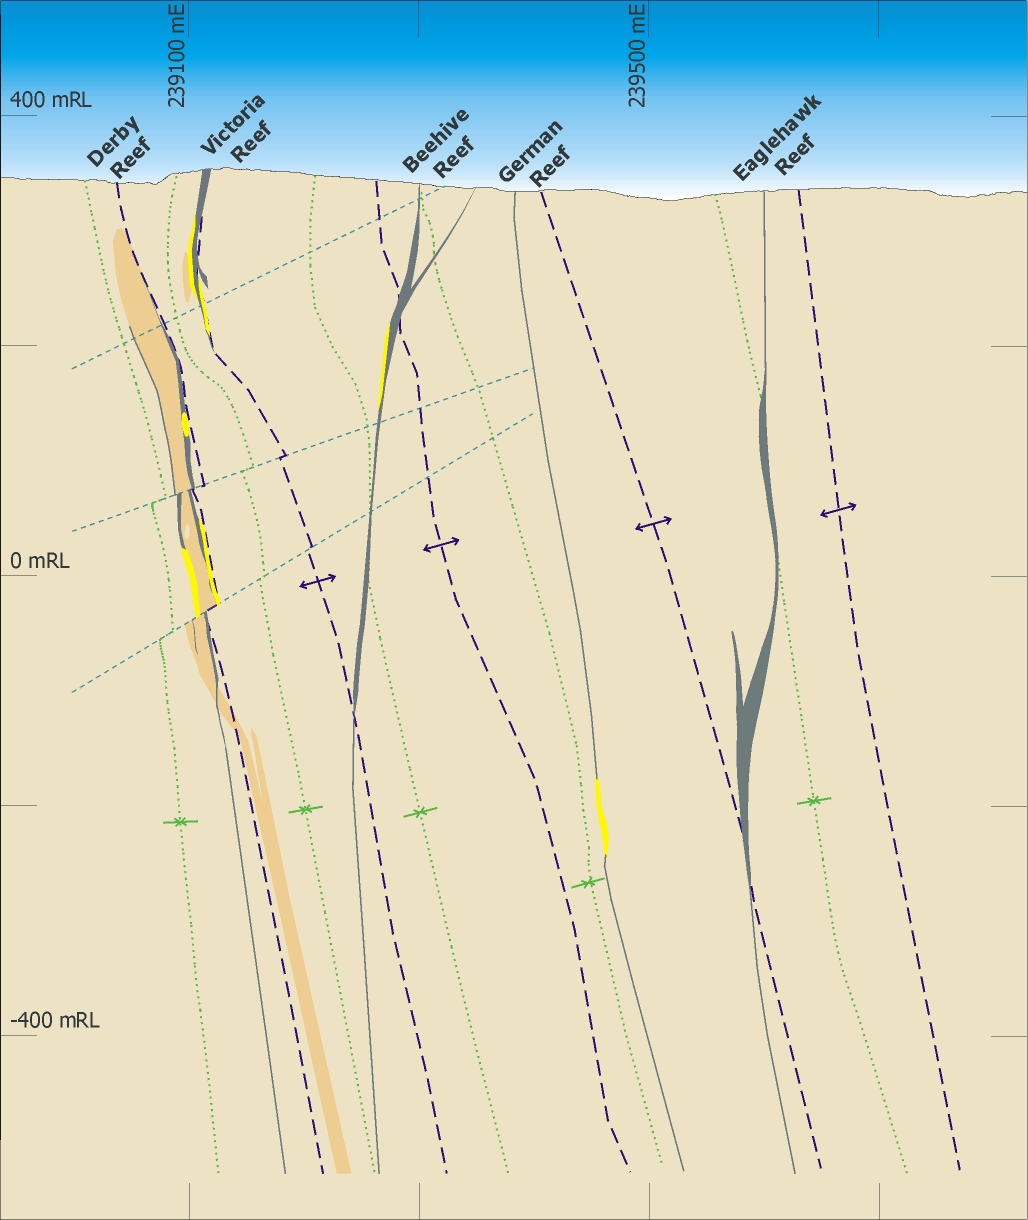 239100 mE
239500 mE
400 mRL
Derby
Reef
Victoria
Reef
Beehive
Reef
German
Reef
Eaglehawk
Reef
0 mRL
-400 mRL